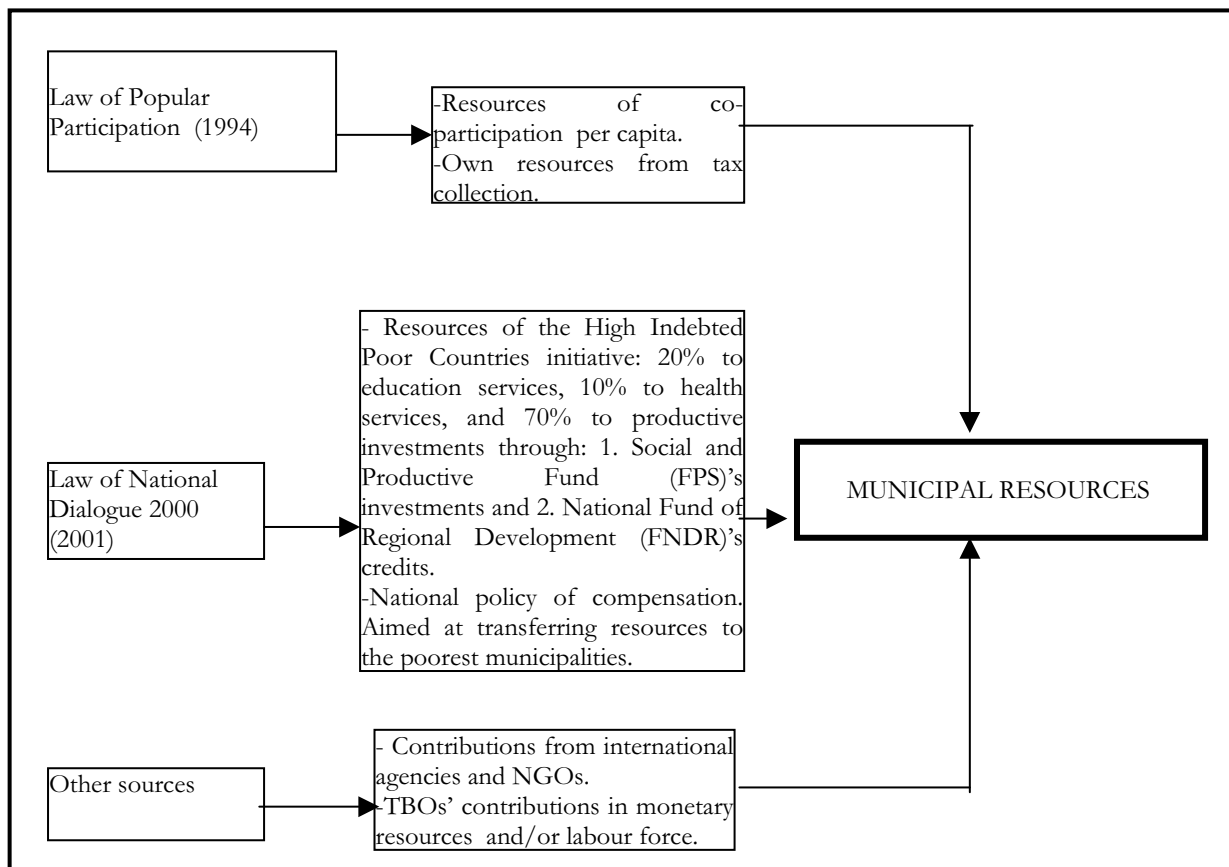 Law of Popular
Participation (1994)
-Resources of co-
participation per capita.
-Own resources from tax
collection.
Law of National
Dialogue 2000
(2001)
- Resources of the High Indebted
Poor Countries initiative: 20% to
education services, 10% to health
services, and 70% to productive
investments through: 1. Social and
Productive Fund (FPS)’s
investments and 2. National Fund of
Regional Development (FNDR)’s
credits.
-National policy of compensation.
Aimed at transferring resources to
the poorest municipalities.
MUNICIPAL RESOURCES
Other sources
- Contributions from international
agencies and NGOs.
-TBOs’ contributions in monetary
resources and/or labour force.